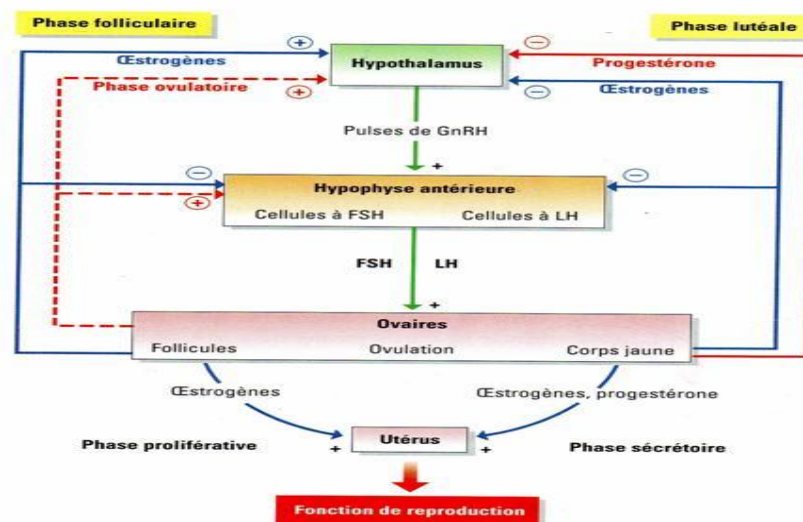 Phase folliculaire
Phase lutéale
+
Œstrogènes
Hypothalamus
−
Progestérone
Phase ovulatoire
+
−
Œstrogènes
Pulses de GnRH
+
−
−
Hypophyse antérieure
+
Cellules à FSH Cellules à LH
FSH LH
+
Ovaires
Follicules Ovulation Corps jaune
Œstrogènes
Œstrogènes, progestérone
Phase proliférative
+
Utérus
+
Phase sécrétoire
Fonction de reproduction